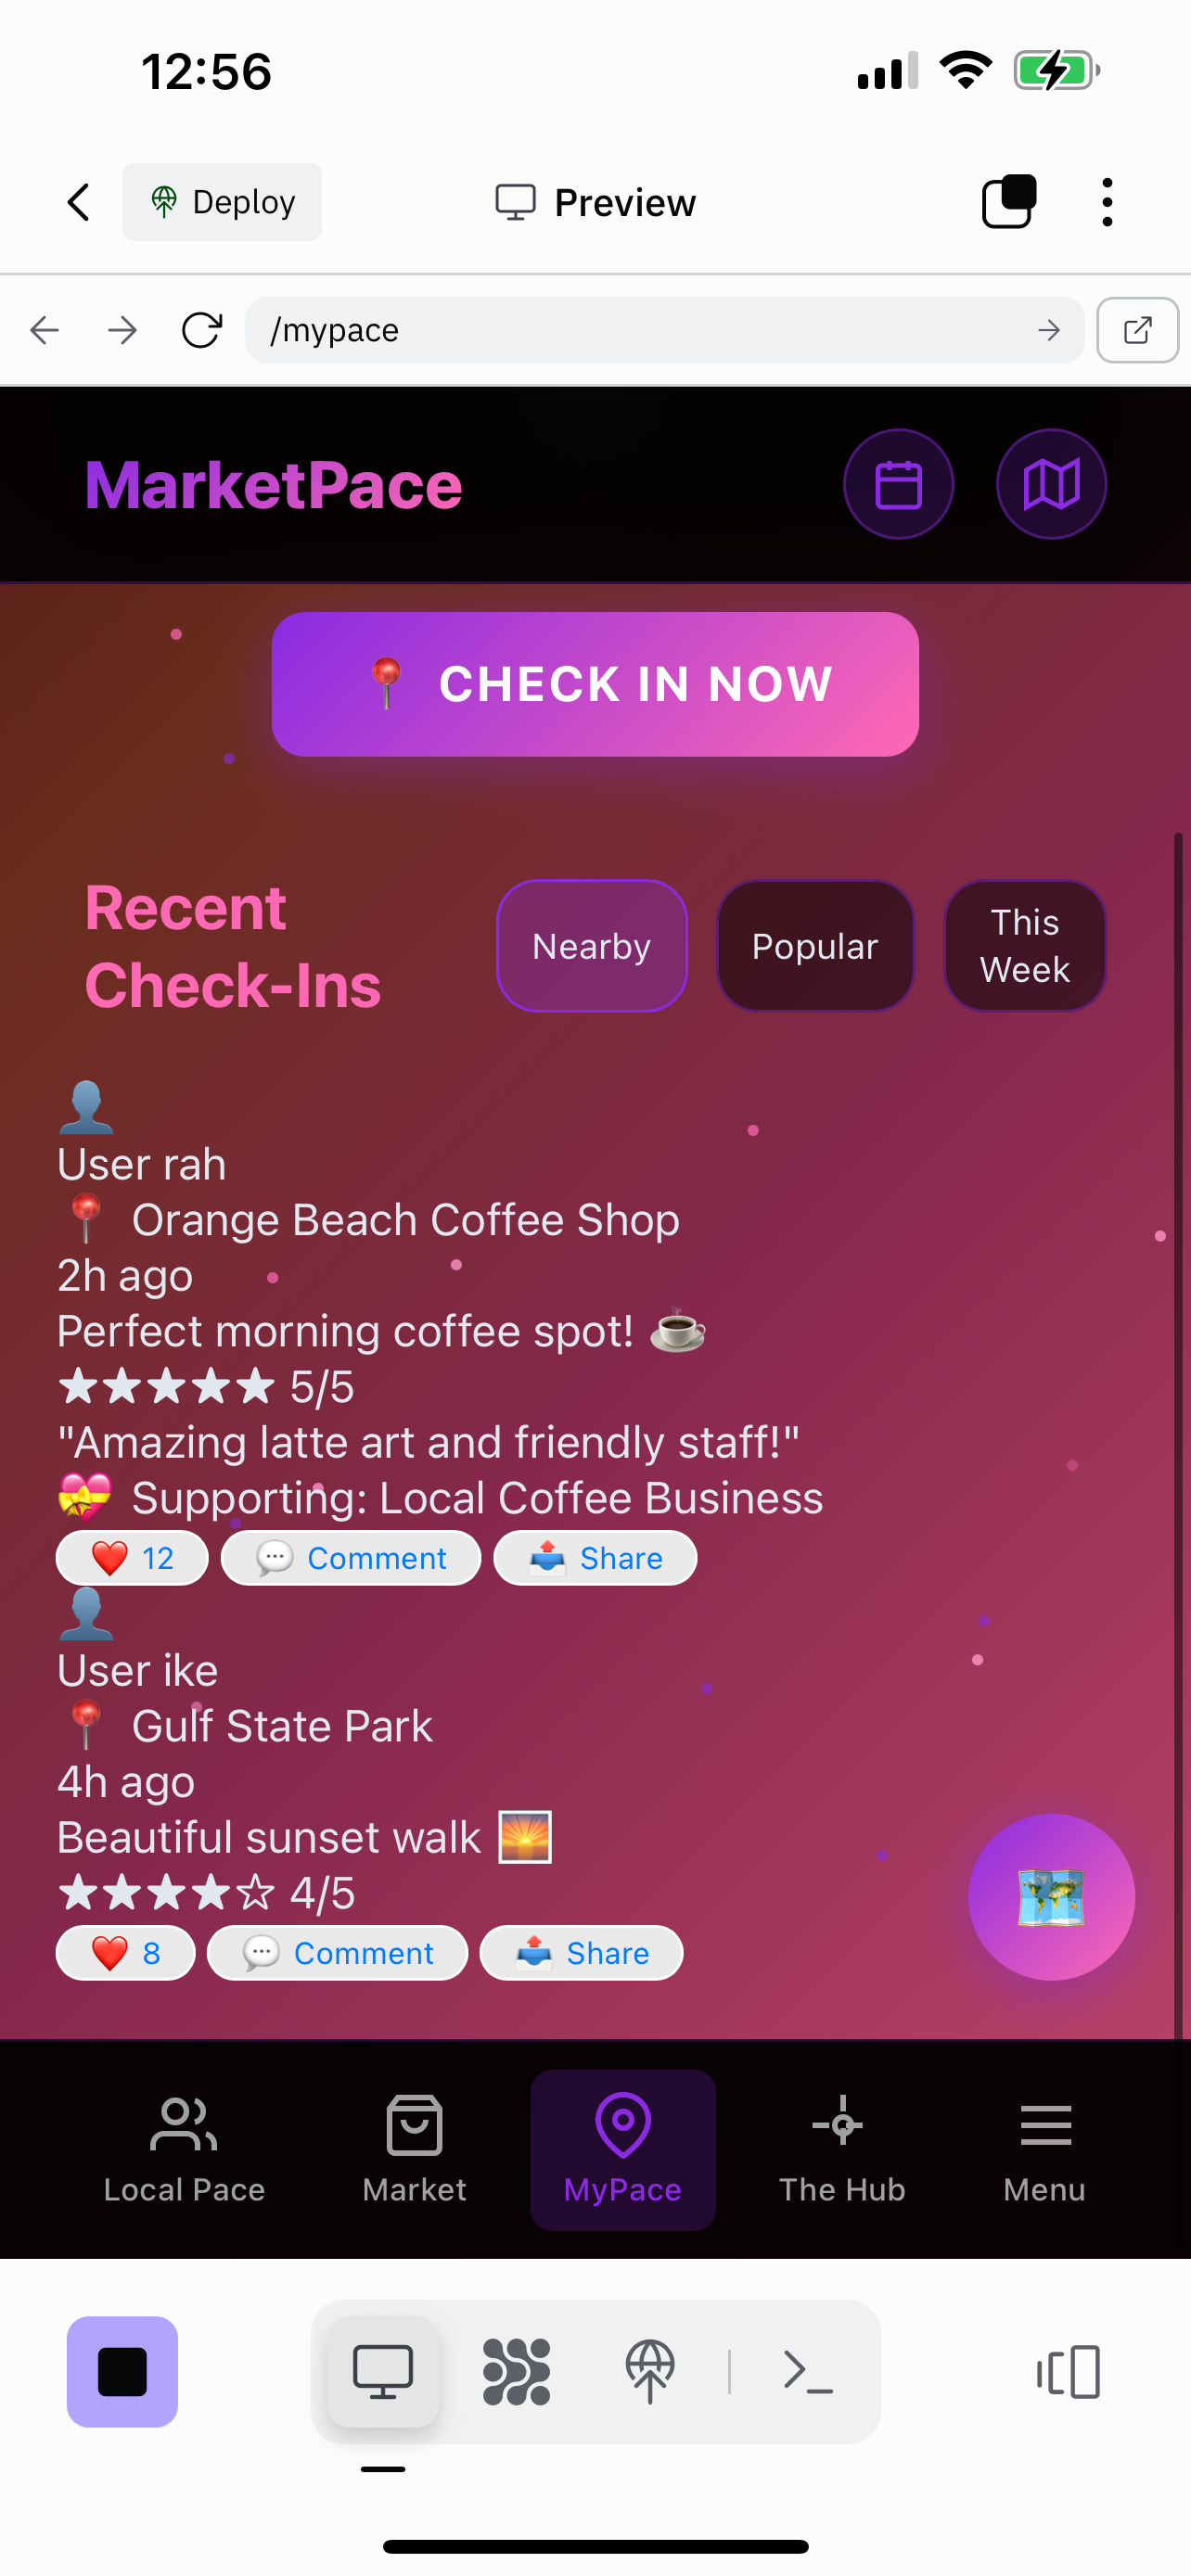 12:56
Deploy
Preview
/mypace
MarketPace
📍 CHECK IN NOW
Recent
Check-Ins
Nearby
Popular
This
Week
👤
User rah
📍 Orange Beach Coffee Shop
2h ago
Perfect morning coffee spot! ☕
★★★★★ 5/5
"Amazing latte art and friendly staff!"
💝 Supporting: Local Coffee Business
❤️ 12 💬 Comment 📤 Share
👤
User ike
📍 Gulf State Park
4h ago
Beautiful sunset walk 🌅
★★★★☆ 4/5
❤️ 8 💬 Comment 📤 Share
Local Pace Market MyPace The Hub Menu